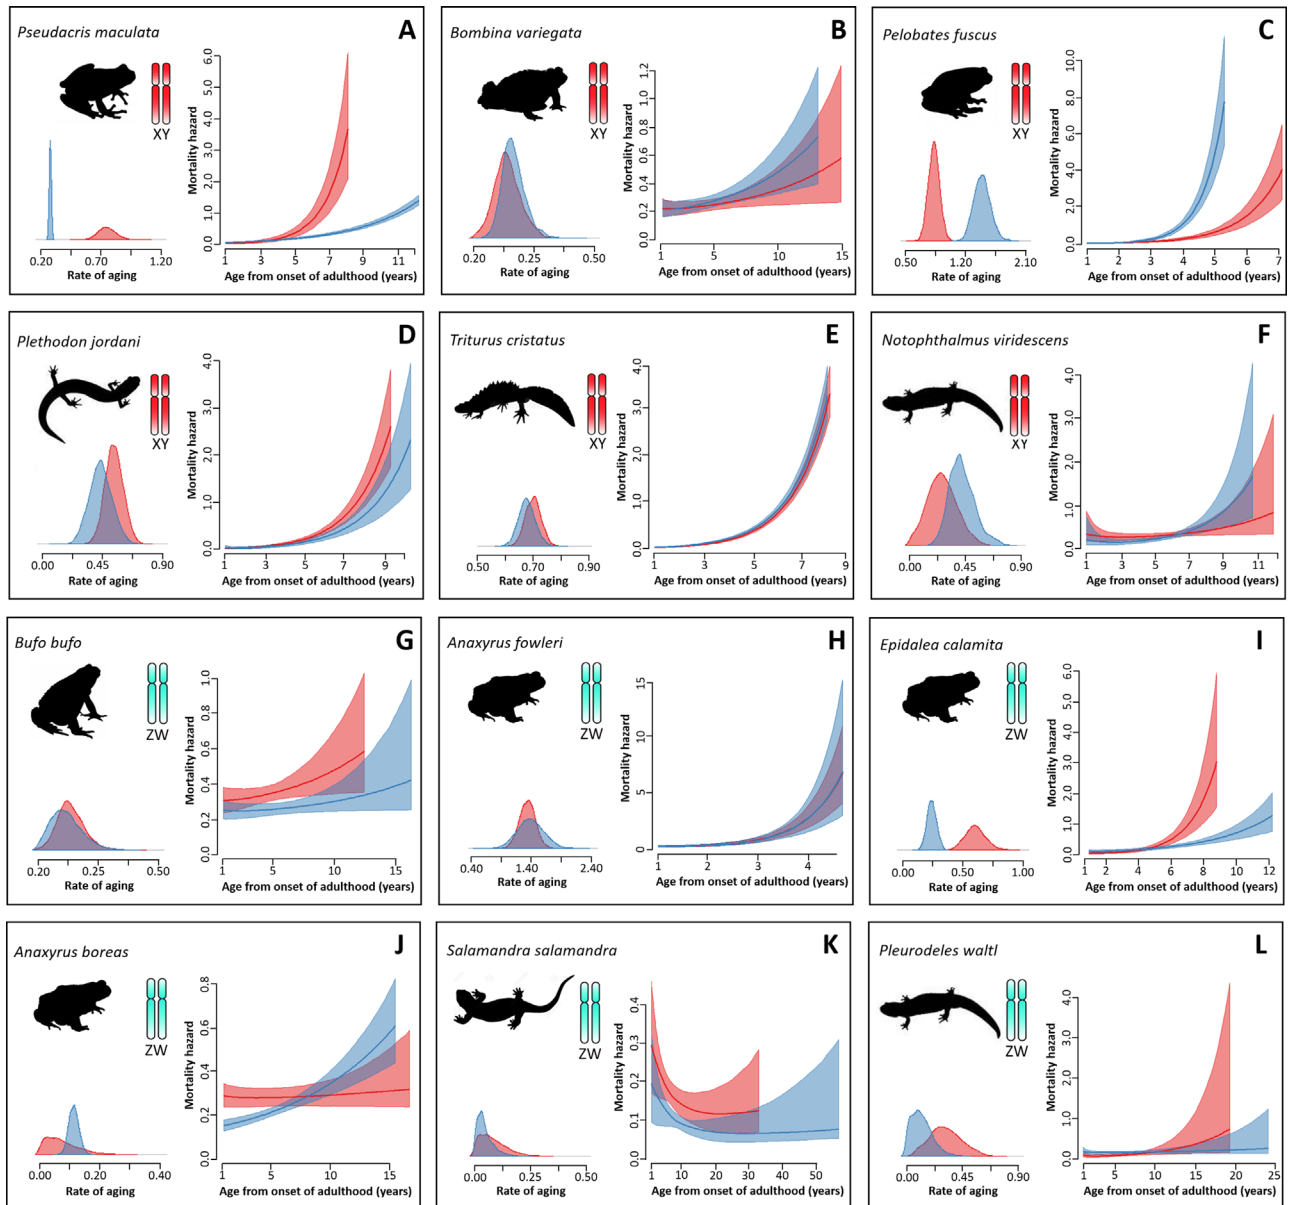 Pseudacris maculata
A
XY
Mortality hazard
6.0
5.0
4.0
3.0
2.0
1.0
0.0
0.20 0.70 1.20
Rate of aging
1 3 5 7 9 11
Age from onset of adulthood (years)
Bombina variegata
B
XY
Mortality hazard
1.2
1.0
0.8
0.6
0.4
0.2
0.0
0.20 0.25 0.50
Rate of aging
1 5 10 15
Age from onset of adulthood (years)
Pelobates fuscus
C
XY
Mortality hazard
10.0
8.0
6.0
4.0
2.0
0.0
0.50 1.20 2.10
Rate of aging
1 2 3 4 5 6 7
Age from onset of adulthood (years)
Plethodon jordani
D
XY
Mortality hazard
4.0
3.0
2.0
1.0
0.0
0.00 0.45 0.90
Rate of aging
1 3 5 7 9
Age from onset of adulthood (years)
Triturus cristatus
E
XY
Mortality hazard
4.0
3.0
2.0
1.0
0.0
0.50 0.70 0.90
Rate of aging
1 3 5 7 9
Age from onset of adulthood (years)
Notophthalmus viridescens
F
XY
Mortality hazard
4.0
3.0
2.0
1.0
0.0
0.00 0.45 0.90
Rate of aging
1 3 5 7 9 11
Age from onset of adulthood (years)
Bufo bufo
G
ZW
Mortality hazard
1.0
0.8
0.6
0.4
0.2
0.0
0.20 0.25 0.50
Rate of aging
1 5 10 15
Age from onset of adulthood (years)
Anaxyrus fowleri
H
ZW
Mortality hazard
15
10
5
0
0.40 1.40 2.40
Rate of aging
1 2 3 4
Age from onset of adulthood (years)
Epidalea calamita
I
ZW
Mortality hazard
6.0
5.0
4.0
3.0
2.0
1.0
0.0
0.00 0.60 1.00
Rate of aging
1 2 4 6 8 10 12
Age from onset of adulthood (years)
Anaxyrus boreas
J
ZW
Mortality hazard
0.8
0.6
0.4
0.2
0.0
0.00 0.10 0.40
Rate of aging
1 5 10 15
Age from onset of adulthood (years)
Salamandra salamandra
K
ZW
Mortality hazard
0.4
0.3
0.2
0.1
0.0
0.00 0.50
Rate of aging
1 10 20 30 40 50
Age from onset of adulthood (years)
Pleurodeles waltl
L
ZW
Mortality hazard
4.0
3.0
2.0
1.0
0.0
0.00 0.45 0.90
Rate of aging
1 5 10 15 20 25
Age from onset of adulthood (years)